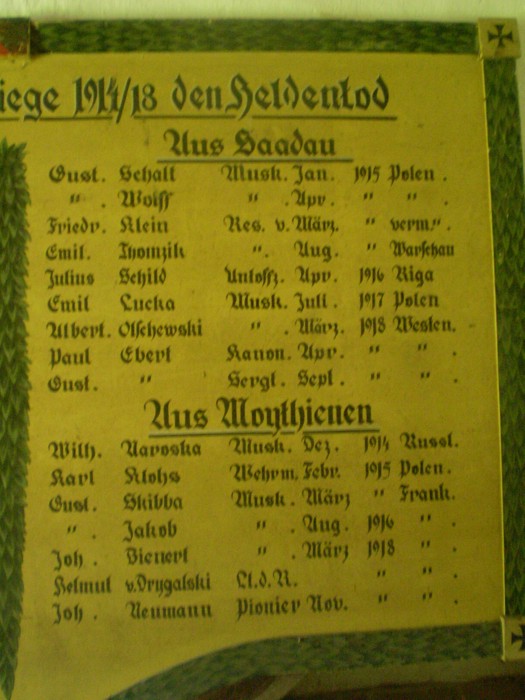 iege 1914/18 den Heldentod
Aus Saadau
Gust. Schall Musk. Jan. 1915 Polen.
" . Woiff " . Apr. " " .
Friedr. Klein Res. v. März. " verm.".
Emil. Thomzik " . Aug. " Warschau
Julius Schild Untoffz. Apr. 1916 Riga
Emil Lucka Musk. Juli. 1917 Polen
Albert. Olschewski " . März. 1918 Westen.
Paul Ebert Kanon. Apr. " " .
Gust. " Sergt. Sept. " " .
Aus Moythienen
Wilh. Naroska Musk. Dez. 1914 Russl.
Karl Klohs Wehrm. Febr. 1915 Polen.
Gust. Skibba Musk. März " Frank.
" . Jakob " . Aug. 1916 " .
Joh. Bienert " . März 1918 " .
Helmut v. Drygalski Lt. d. R. " " .
Joh. Neumann Pionier Nov. " " .